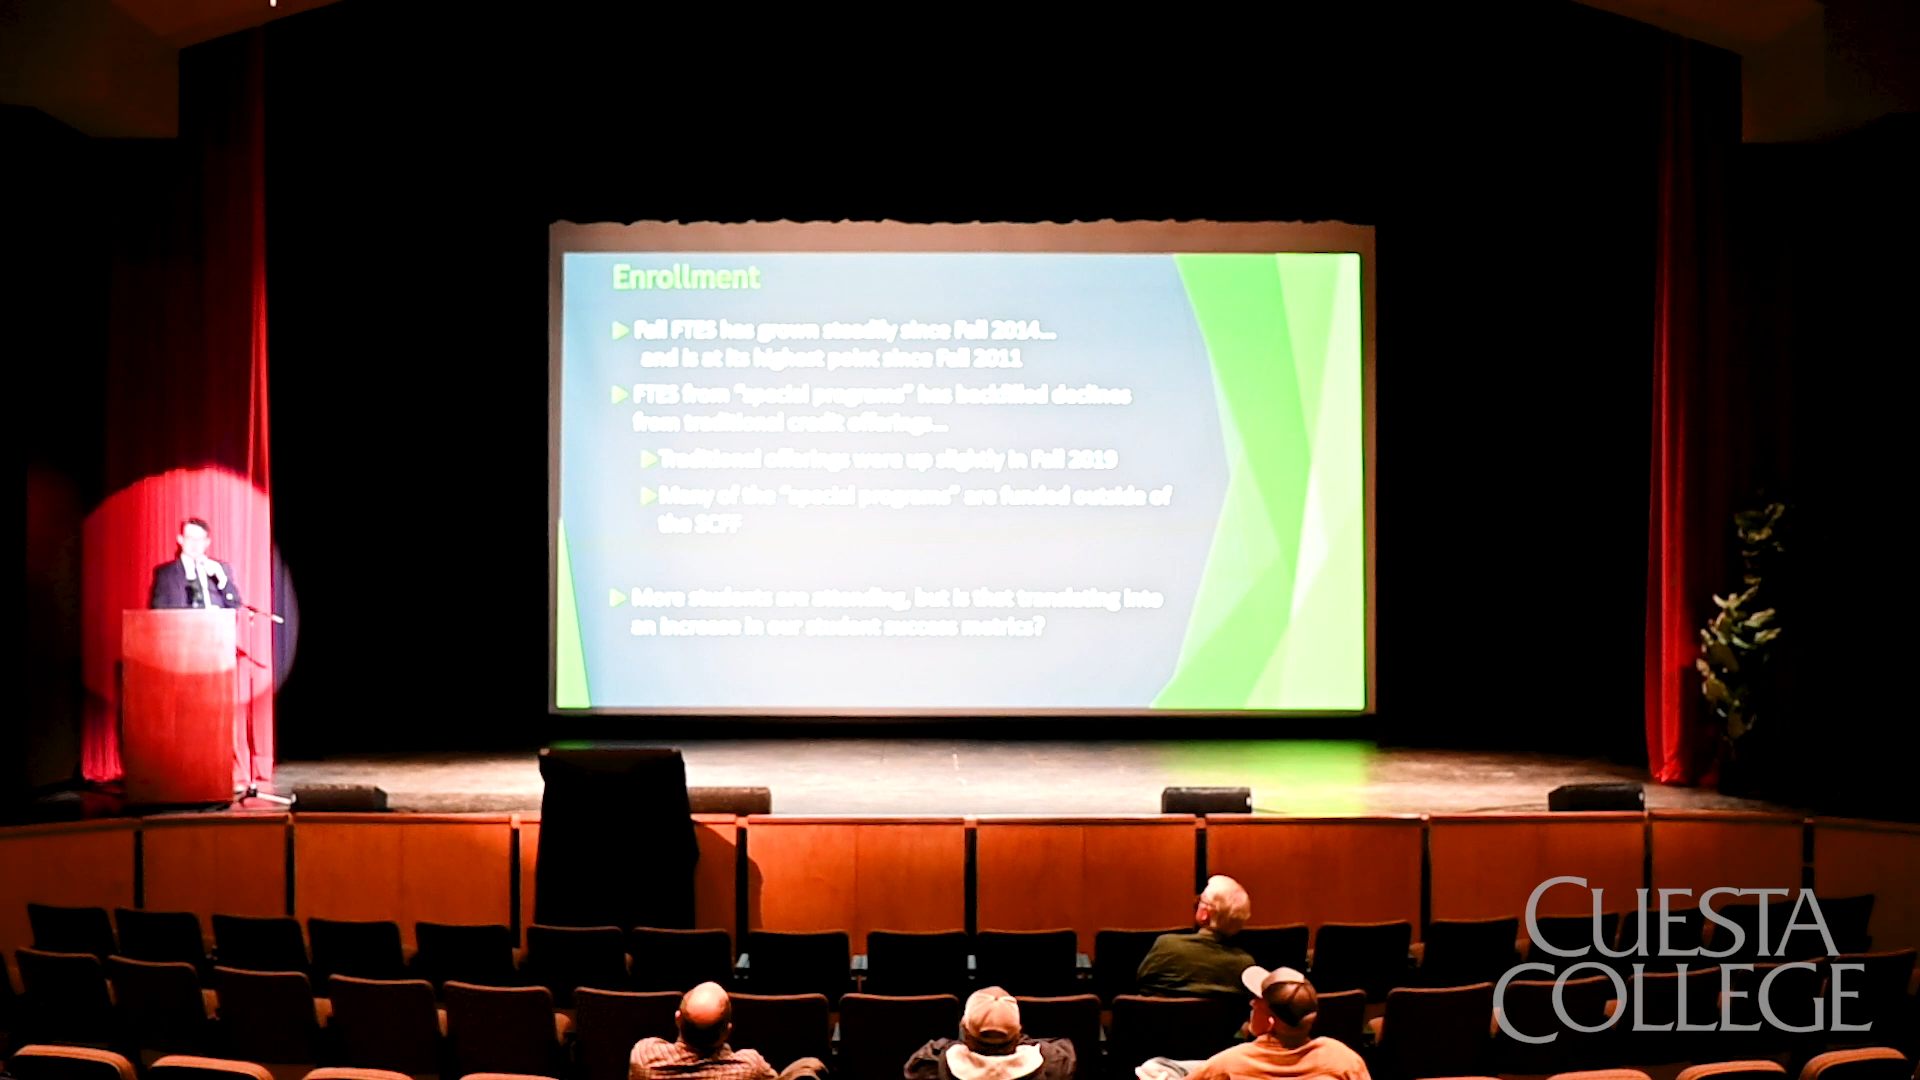 Enrollment
Fall FTES has grown steadily since Fall 2014...
and is at its highest point since Fall 2011
FTES from “special programs” has backfilled declines
from traditional credit offerings...
Traditional offerings were up slightly in Fall 2019
Many of the “special programs” are funded outside of
the SCFF
More students are attending, but is that translating into
an increase in our student success metrics?
CUESTA
COLLEGE